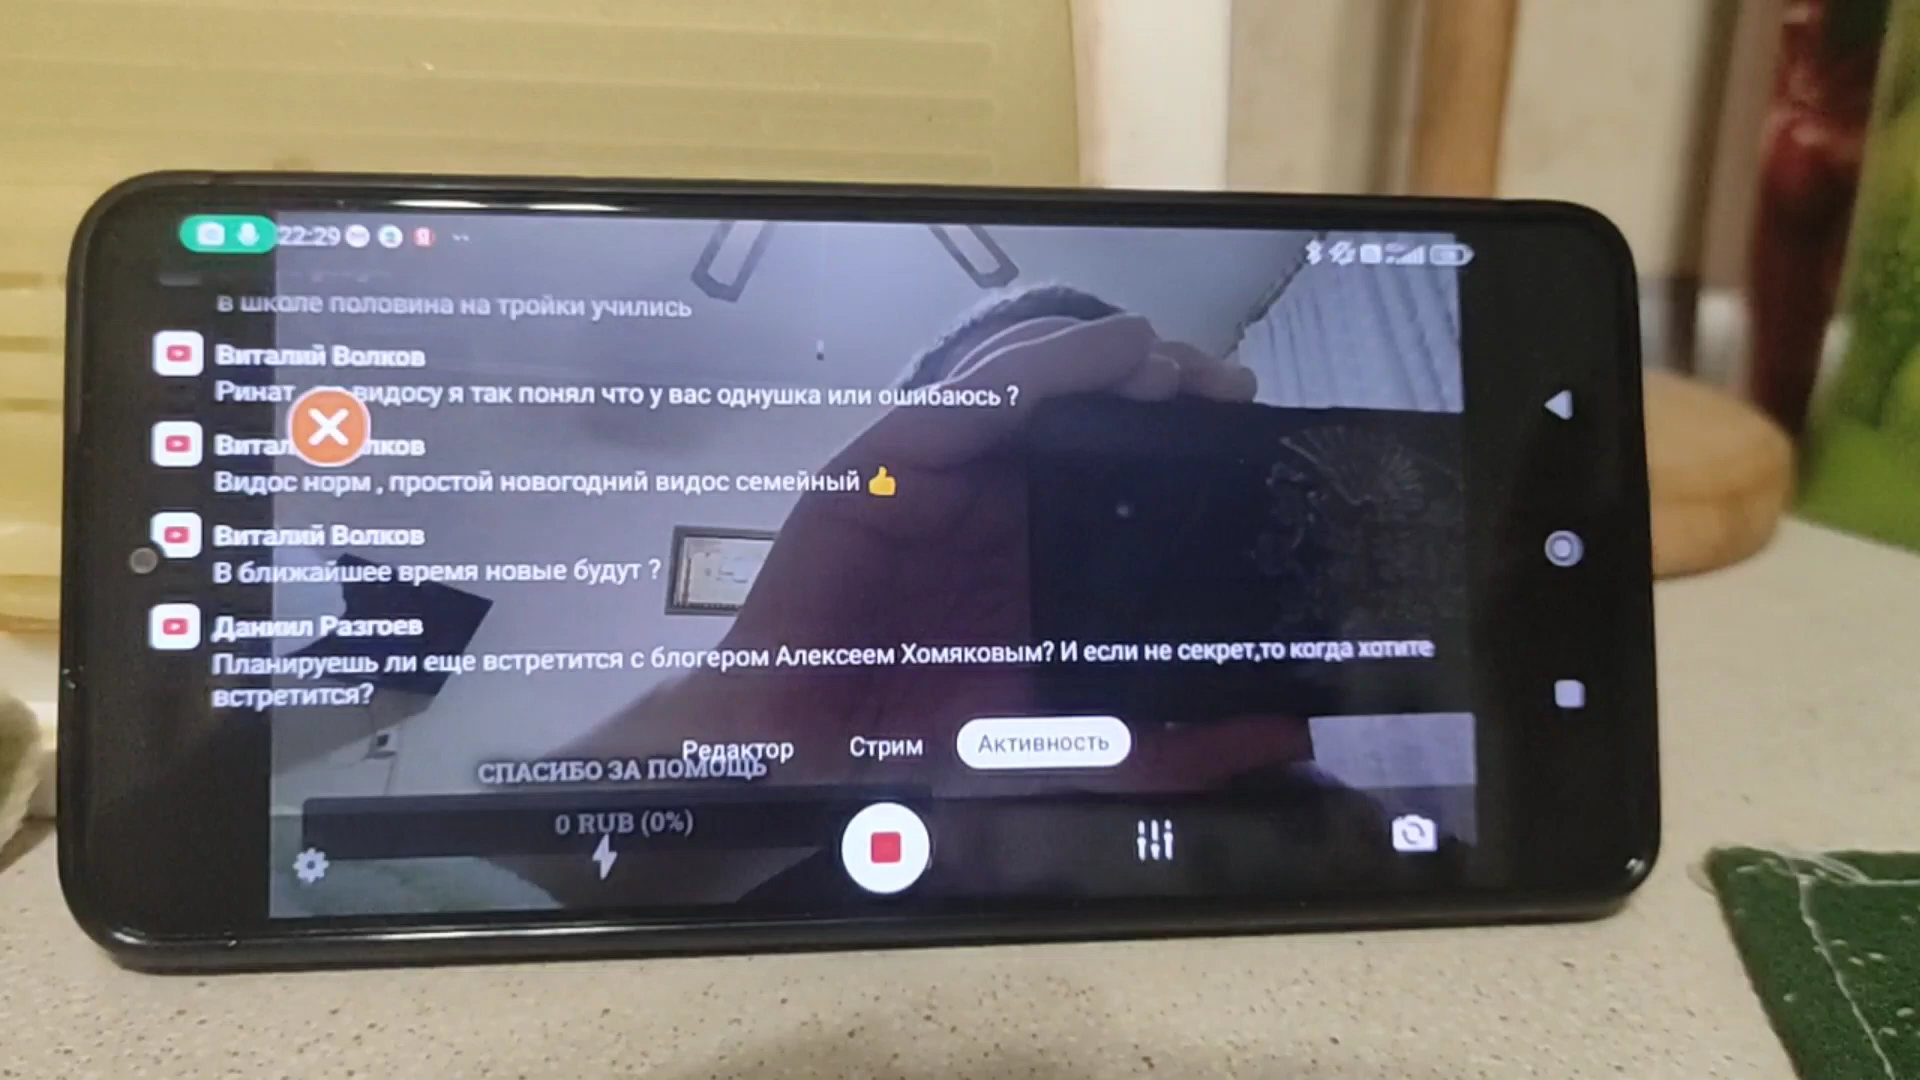 22:29
в школе половина на тройки учились
Виталий Волков
Ринат видосу я так понял что у вас однушка или ошибаюсь ?
Виталий Волков
Видос норм , простой новогодний видос семейный 👍
Виталий Волков
В ближайшее время новые будут ?
Даниил Разгоев
Планируешь ли еще встретится с блогером Алексеем Хомяковым? И если не секрет,то когда хотите
встретится?
Редактор Стрим Активность
СПАСИБО ЗА ПОМОЩЬ
0 RUB (0%)